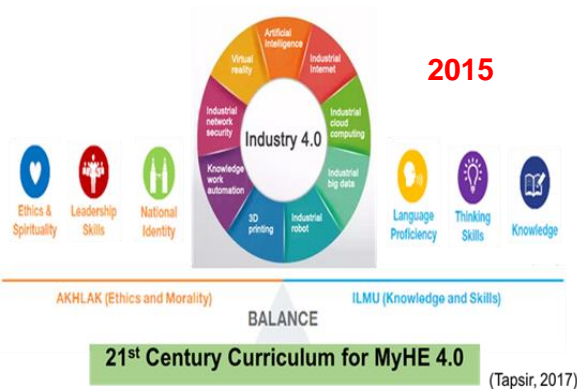 2015
Artificial
Intelligence
Industrial
Internet
Industrial
cloud
computing
Industrial
big data
Industrial
robot
3D
printing
Knowledge
work
automation
Industrial
network
security
Virtual
reality
Industry 4.0
Ethics &
Spirituality
Leadership
Skills
National
Identity
Language
Proficiency
Thinking
Skills
Knowledge
AKHLAK (Ethics and Morality)
ILMU (Knowledge and Skills)
BALANCE
21st Century Curriculum for MyHE 4.0
(Tapsir, 2017)